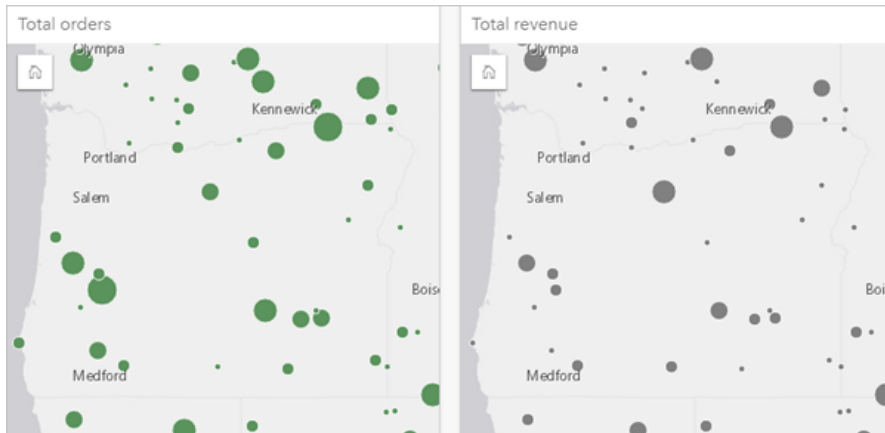 Total orders
Olympia
Kennewick
Portland
Salem
Medford
Total revenue
Olympia
Kennewick
Portland
Salem
Medford